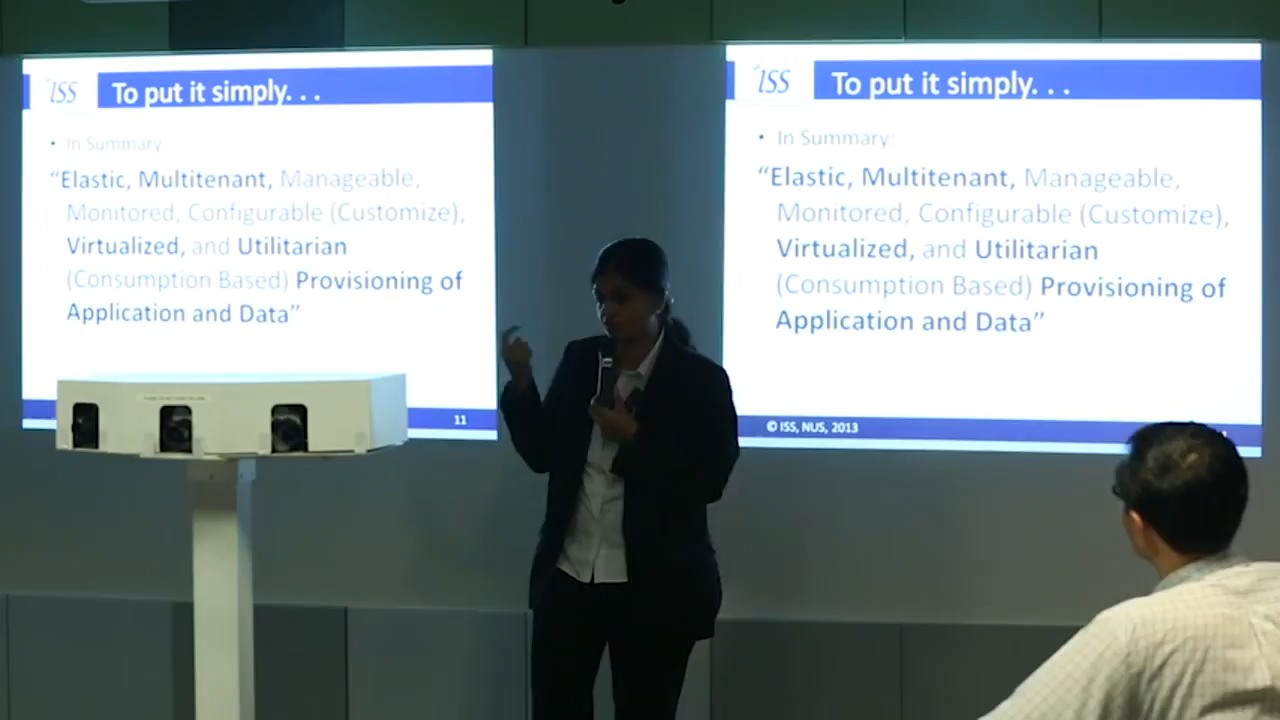 ISS
To put it simply. . .
• In Summary
“Elastic, Multitenant, Manageable,
Monitored, Configurable (Customize),
Virtualized, and Utilitarian
(Consumption Based) Provisioning of
Application and Data”
11
ISS
To put it simply. . .
• In Summary:
“Elastic, Multitenant, Manageable,
Monitored, Configurable (Customize),
Virtualized, and Utilitarian
(Consumption Based) Provisioning of
Application and Data”
© ISS, NUS, 2013